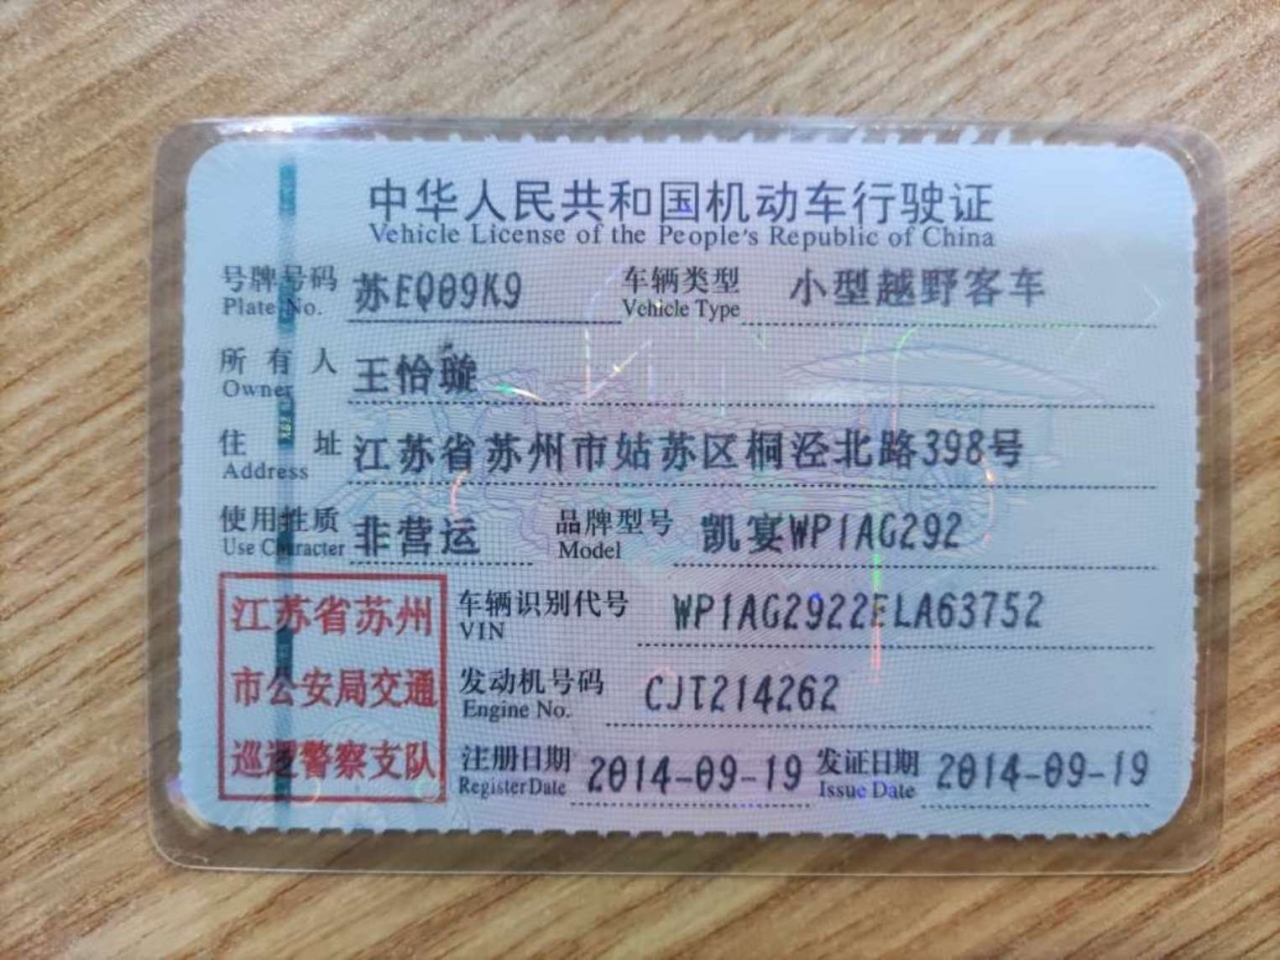 中华人民共和国机动车行驶证
Vehicle License of the People's Republic of China
号牌号码 苏EQ09K9 车辆类型 小型越野客车
Plate No. Vehicle Type
所有人 王怡璇
Owner
住址 江苏省苏州市姑苏区桐泾北路398号
Address
使用性质 非营运 品牌型号 凯宴WP1AG292
Use Character Model
江苏省苏州
市公安局交通
巡逻警察支队
车辆识别代号 WP1AG2922ELA63752
VIN
发动机号码 CJT214262
Engine No.
注册日期 2014-09-19 发证日期 2014-09-19
Register Date Issue Date